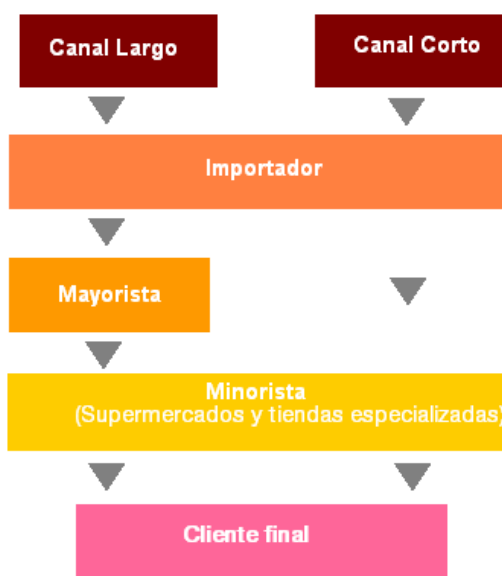 Canal Largo
Canal Corto
Importador
Mayorista
Minorista
(Supermercados y tiendas especializadas)
Cliente final